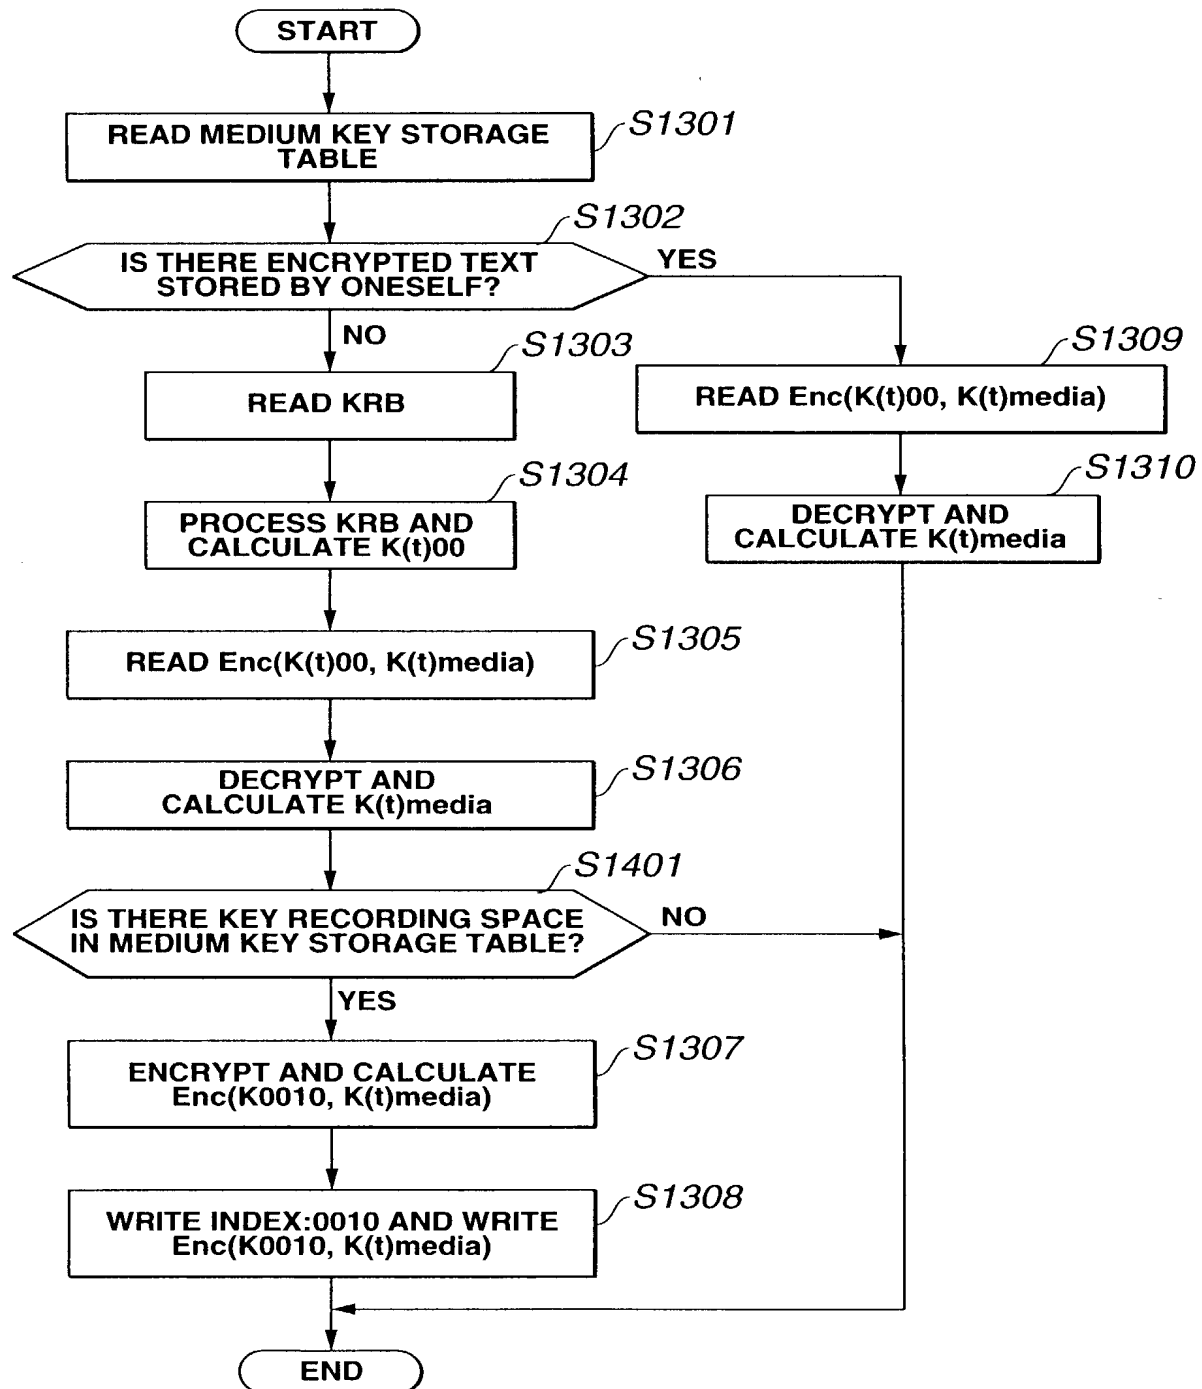 START
S1301
READ MEDIUM KEY STORAGE
TABLE
S1302
IS THERE ENCRYPTED TEXT
STORED BY ONESELF?
YES
NO
S1303
READ KRB
S1309
READ Enc(K(t)00, K(t)media)
S1304
PROCESS KRB AND
CALCULATE K(t)00
S1310
DECRYPT AND
CALCULATE K(t)media
S1305
READ Enc(K(t)00, K(t)media)
S1306
DECRYPT AND
CALCULATE K(t)media
S1401
IS THERE KEY RECORDING SPACE
IN MEDIUM KEY STORAGE TABLE?
NO
YES
S1307
ENCRYPT AND CALCULATE
Enc(K0010, K(t)media)
S1308
WRITE INDEX:0010 AND WRITE
Enc(K0010, K(t)media)
END